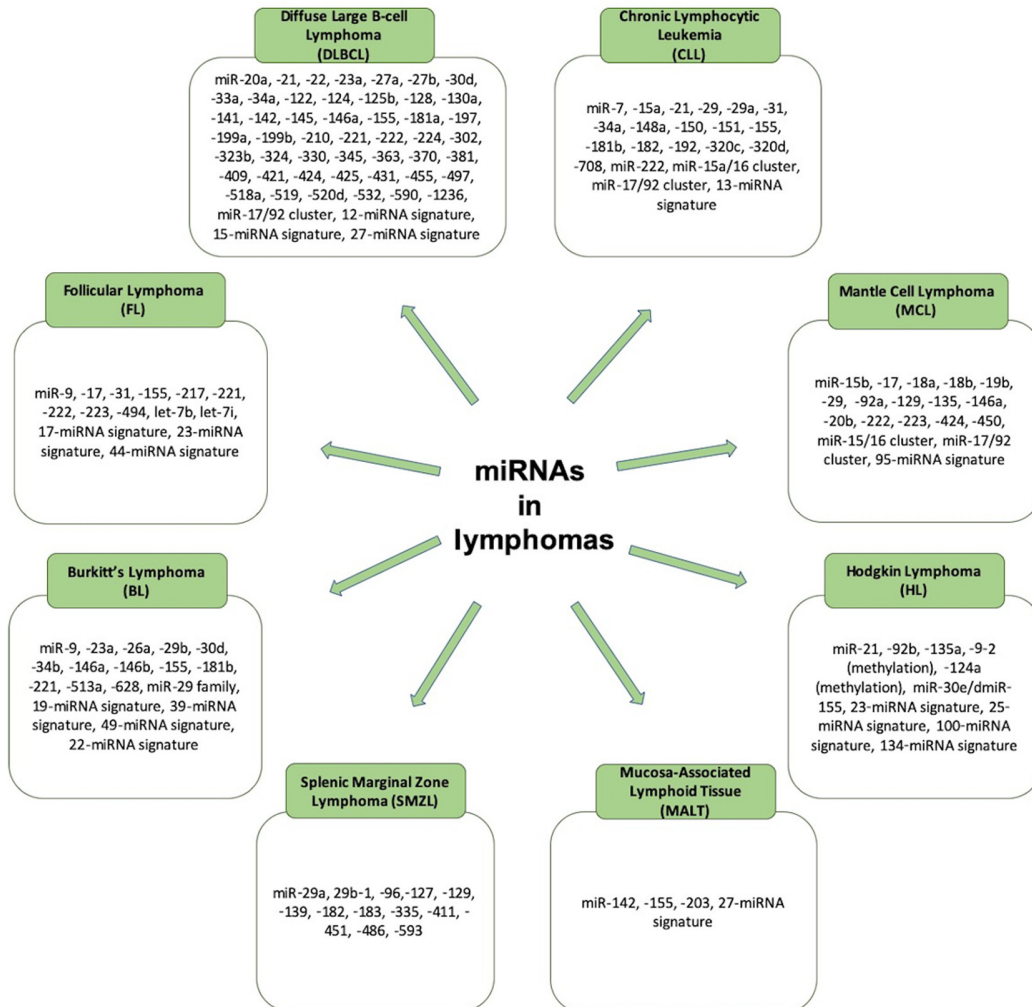 Diffuse Large B-cell
Lymphoma
(DLBCL)
miR-20a, -21, -22, -23a, -27a, -27b, -30d,
-33a, -34a, -122, -124, -125b, -128, -130a,
-141, -142, -145, -146a, -155, -181a, -197,
-199a, -199b, -210, -221, -222, -224, -302,
-323b, -324, -330, -345, -363, -370, -381,
-409, -421, -424, -425, -431, -455, -497,
-518a, -519, -520d, -532, -590, -1236,
miR-17/92 cluster, 12-miRNA signature,
15-miRNA signature, 27-miRNA signature
Chronic Lymphocytic
Leukemia
(CLL)
miR-7, -15a, -21, -29, -29a, -31,
-34a, -148a, -150, -151, -155,
-181b, -182, -192, -320c, -320d,
-708, miR-222, miR-15a/16 cluster,
miR-17/92 cluster, 13-miRNA
signature
Follicular Lymphoma
(FL)
miR-9, -17, -31, -155, -217, -221,
-222, -223, -494, let-7b, let-7i,
17-miRNA signature, 23-miRNA
signature, 44-miRNA signature
Mantle Cell Lymphoma
(MCL)
miR-15b, -17, -18a, -18b, -19b,
-29, -92a, -129, -135, -146a,
-20b, -222, -223, -424, -450,
miR-15/16 cluster, miR-17/92
cluster, 95-miRNA signature
miRNAs
in
lymphomas
Burkitt’s Lymphoma
(BL)
miR-9, -23a, -26a, -29b, -30d,
-34b, -146a, -146b, -155, -181b,
-221, -513a, -628, miR-29 family,
19-miRNA signature, 39-miRNA
signature, 49-miRNA signature,
22-miRNA signature
Hodgkin Lymphoma
(HL)
miR-21, -92b, -135a, -9-2
(methylation), -124a
(methylation), miR-30e/dmiR-
155, 23-miRNA signature, 25-
miRNA signature, 100-miRNA
signature, 134-miRNA signature
Splenic Marginal Zone
Lymphoma (SMZL)
miR-29a, 29b-1, -96,-127, -129,
-139, -182, -183, -335, -411, -
451, -486, -593
Mucosa-Associated
Lymphoid Tissue
(MALT)
miR-142, -155, -203, 27-miRNA
signature